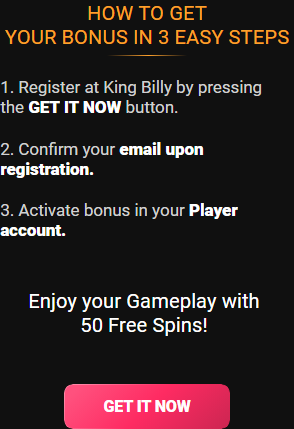 HOW TO GET
YOUR BONUS IN 3 EASY STEPS
1. Register at King Billy by pressing
the GET IT NOW button.
2. Confirm your email upon
registration.
3. Activate bonus in your Player
account.
Enjoy your Gameplay with
50 Free Spins!
GET IT NOW